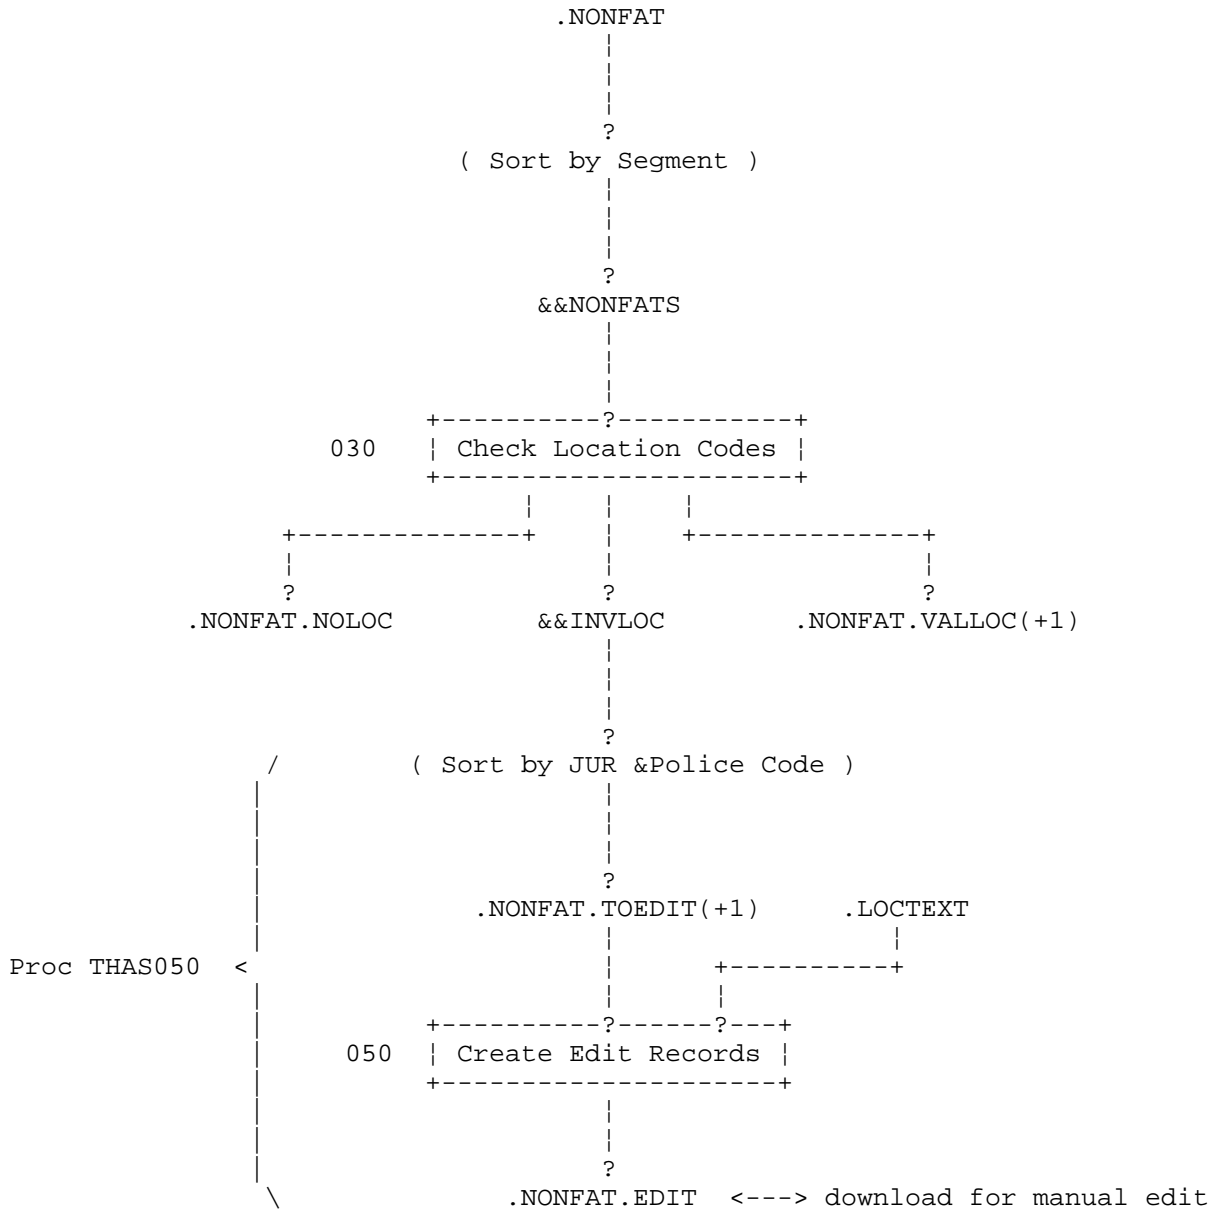 .NONFAT
?
( Sort by Segment )
?
&&NONFATS
+----------?-----------+
030 ¦ Check Location Codes ¦
+----------------------+
¦ ¦ ¦
+--------------+ ¦ +--------------+
¦ ¦ ¦
? ? ?
.NONFAT.NOLOC &&INVLOC .NONFAT.VALLOC(+1)
?
/ ( Sort by JUR &Police Code )
?
.NONFAT.TOEDIT(+1) .LOCTEXT
Proc THAS050 < ¦ +----------+
+----------?------?---+
050 ¦ Create Edit Records ¦
+---------------------+
?
\ .NONFAT.EDIT <---> download for manual edit